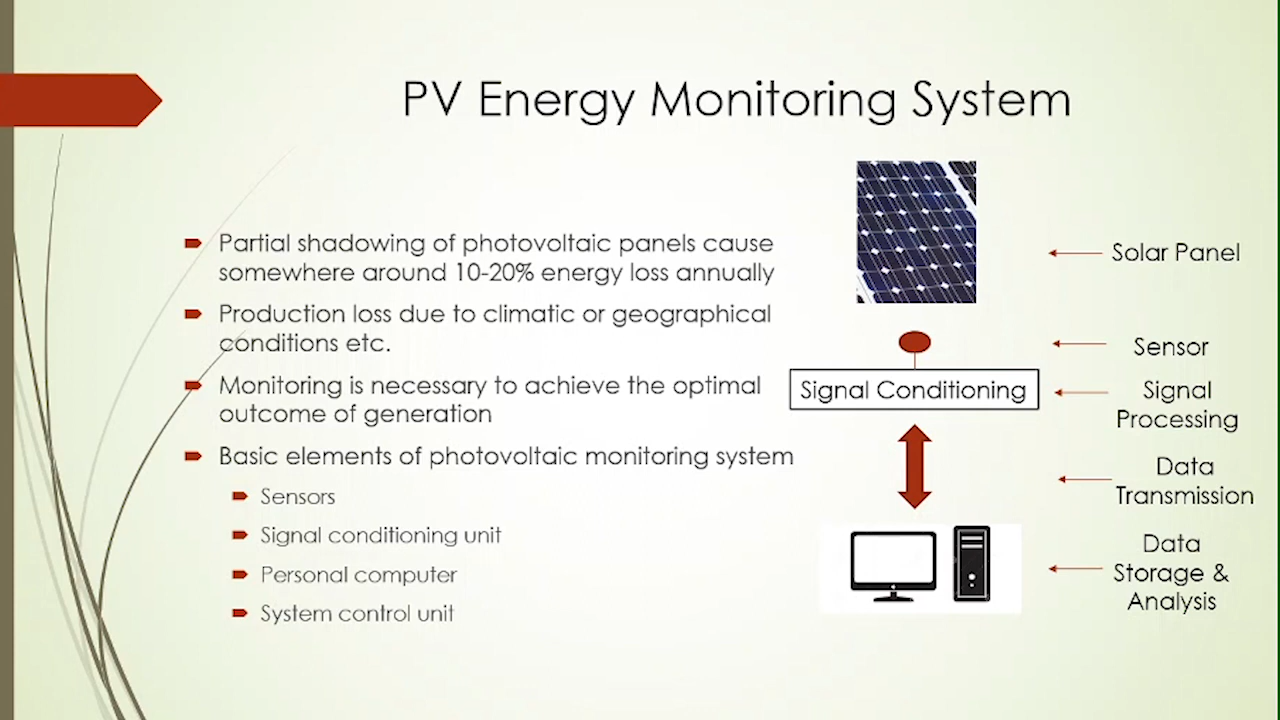 PV Energy Monitoring System
Partial shadowing of photovoltaic panels cause
somewhere around 10-20% energy loss annually
Production loss due to climatic or geographical
conditions etc.
Monitoring is necessary to achieve the optimal
outcome of generation
Basic elements of photovoltaic monitoring system
Sensors
Signal conditioning unit
Personal computer
System control unit
Solar Panel
Sensor
Signal Conditioning
Signal
Processing
Data
Transmission
Data
Storage &
Analysis